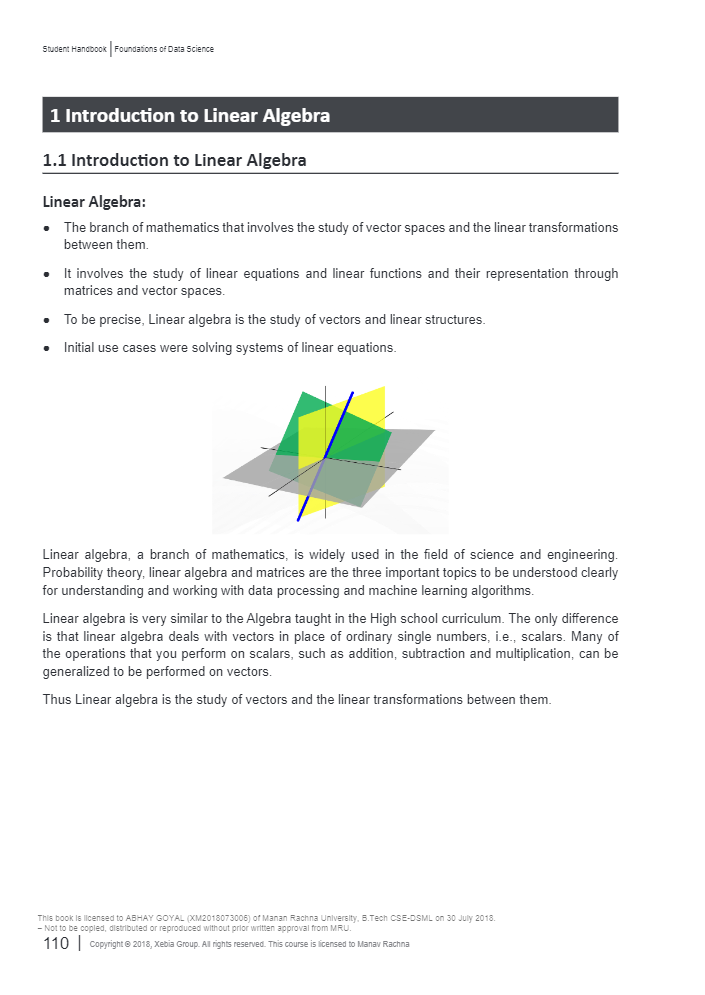 Student Handbook | Foundations of Data Science
1 Introduction to Linear Algebra
1.1 Introduction to Linear Algebra
Linear Algebra:
● The branch of mathematics that involves the study of vector spaces and the linear transformations
between them.
● It involves the study of linear equations and linear functions and their representation through
matrices and vector spaces.
● To be precise, Linear algebra is the study of vectors and linear structures.
● Initial use cases were solving systems of linear equations.
Linear algebra, a branch of mathematics, is widely used in the field of science and engineering.
Probability theory, linear algebra and matrices are the three important topics to be understood clearly
for understanding and working with data processing and machine learning algorithms.
Linear algebra is very similar to the Algebra taught in the High school curriculum. The only difference
is that linear algebra deals with vectors in place of ordinary single numbers, i.e., scalars. Many of
the operations that you perform on scalars, such as addition, subtraction and multiplication, can be
generalized to be performed on vectors.
Thus Linear algebra is the study of vectors and the linear transformations between them.
This book is licensed to ABHAY GOYAL (XM2018073006) of Manan Rachna University, B.Tech CSE-DSML on 30 July 2018.
– Not to be copied, distributed or reproduced without prior written approval from MRU.
110 | Copyright © 2018, Xebia Group. All rights reserved. This course is licensed to Manav Rachna